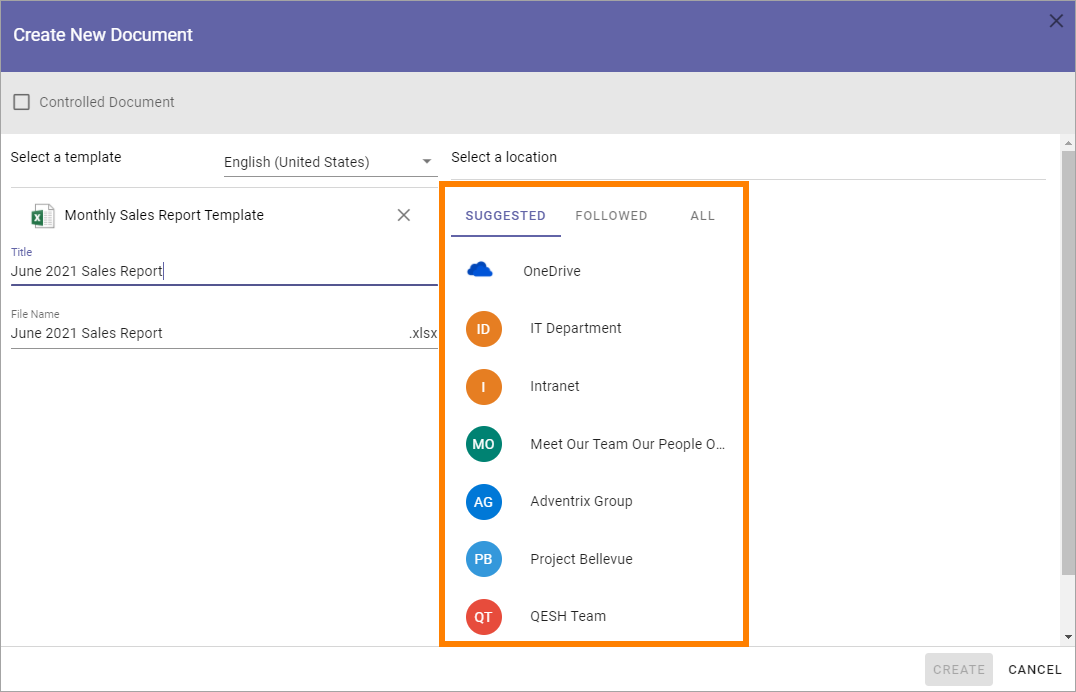 Create New Document
Controlled Document
Select a template
English (United States)
Select a location
Monthly Sales Report Template
Title
June 2021 Sales Report
File Name
June 2021 Sales Report
.xlsx
SUGGESTED FOLLOWED ALL
OneDrive
ID IT Department
I Intranet
MO Meet Our Team Our People O...
AG Adventrix Group
PB Project Bellevue
QT QESH Team
CREATE CANCEL